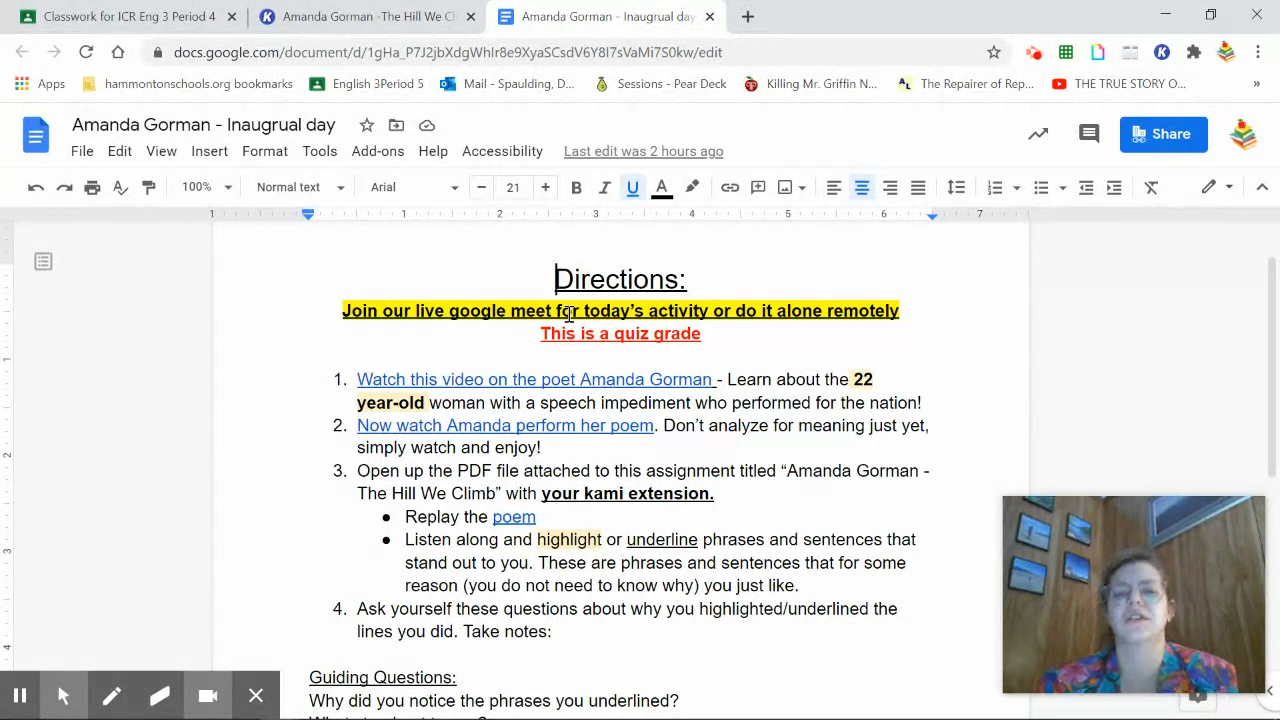 Classwork for ICR Eng 3 Period 4
Amanda Gorman -The Hill We Cl
Amanda Gorman - Inaugrual day
docs.google.com/document/d/1gHa_P7J2jbXdgWhIr8e9XyaSCsdV6Y8I7sVaMi7S0kw/edit
Apps
hammontonschools.org bookmarks
English 3Period 5
Mail - Spaulding, D...
Sessions - Pear Deck
Killing Mr. Griffin N...
The Repairer of Rep...
THE TRUE STORY O...
Amanda Gorman - Inaugrual day
File Edit View Insert Format Tools Add-ons Help Accessibility Last edit was 2 hours ago
Share
100% Normal text Arial 21
1 1 2 3 4 5 6 7
Directions:
Join our live google meet for today's activity or do it alone remotely
This is a quiz grade
1. Watch this video on the poet Amanda Gorman - Learn about the 22
year-old woman with a speech impediment who performed for the nation!
2. Now watch Amanda perform her poem. Don't analyze for meaning just yet,
simply watch and enjoy!
3. Open up the PDF file attached to this assignment titled "Amanda Gorman -
The Hill We Climb" with your kami extension.
● Replay the poem
● Listen along and highlight or underline phrases and sentences that
stand out to you. These are phrases and sentences that for some
reason (you do not need to know why) you just like.
4. Ask yourself these questions about why you highlighted/underlined the
lines you did. Take notes:
Guiding Questions:
Why did you notice the phrases you underlined?